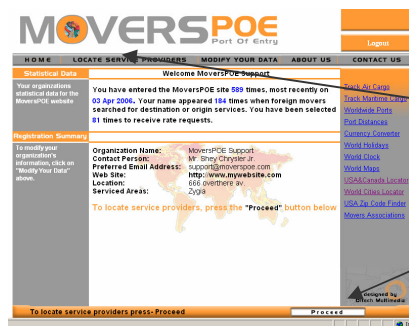 MOVERSPOE
Port Of Entry
Logout
HOME LOCATE SERVICE PROVIDERS MODIFY YOUR DATA ABOUT US CONTACT US
Statistical Data
Your organizations
statistical data for the
MoversPOE website
Registration Summary
To modify your
organization's
information, click on
"Modify Your Data"
above.
Welcome MoversPOE Support
You have entered the MoversPOE site 589 times, most recently on
03 Apr 2006. Your name appeared 184 times when foreign movers
searched for destination or origin services. You have been selected
81 times to receive rate requests.
Organization Name: MoversPOE Support
Contact Person: Mr. Shey Chrysler Jr.
Preferred Email Address: support@moverspoe.com
Web Site: http://www.mywebsite.com
Location: 666 overthere av.
Serviced Areas: Zygia
To locate service providers, press the "Proceed" button below
Track Air Cargo
Track Maritime Cargo
Worldwide Ports
Port Distances
Currency Converter
World Holidays
World Clock
World Maps
USA&Canada Locator
World Cities Locator
USA Zip Code Finder
Movers Associations
designed by
Multimedia
To locate service providers press- Proceed
Proceed